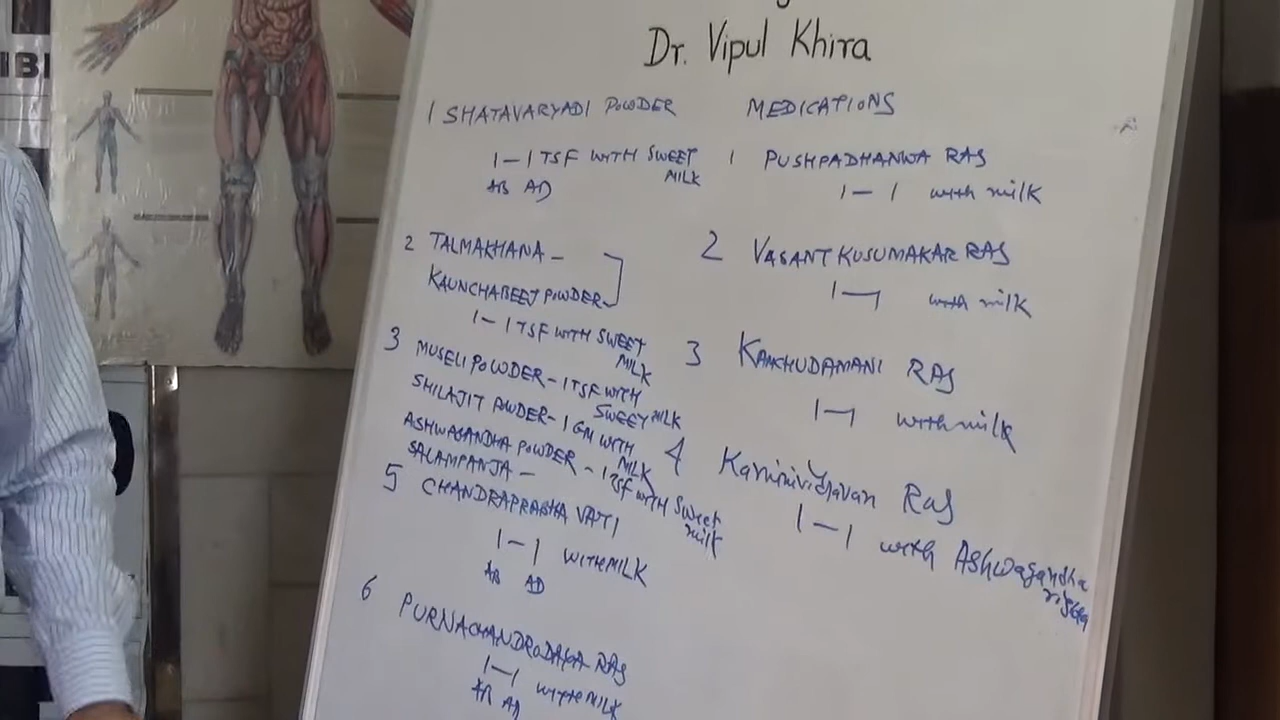 Dr. Vipul Khira
1 SHATAVARYADI POWDER
1-1 TSF WITH SWEET
MILK
AB AD
2 TALMAKHANA -
KAUNCHABEEJ POWDER-
1-1 TSF WITH SWEET
MILK
3 MUSELI POWDER - 1 TSF WITH
SWEET MILK
SHILAJIT POWDER- 1 GM WITH
MILK
ASHWAGANDHA POWDER - 1 TSF WITH Sweet
milk
SALAMPANJA -
5 CHANDRAPRABHA VATI
1-1 WITH MILK
AB AD
6 PURNACHANDRODAYA RAS
1-1 WITH MILK
AB AD
MEDICATIONS
1 PUSHPADHANWA RAS
1-1 with milk
2 VASANT KUSUMAKAR RAS
1-1 with milk
3 RAS
1-1 with milk
4 Kaminividravan Ras
1-1 with Ashwagandha
rishta
IBI